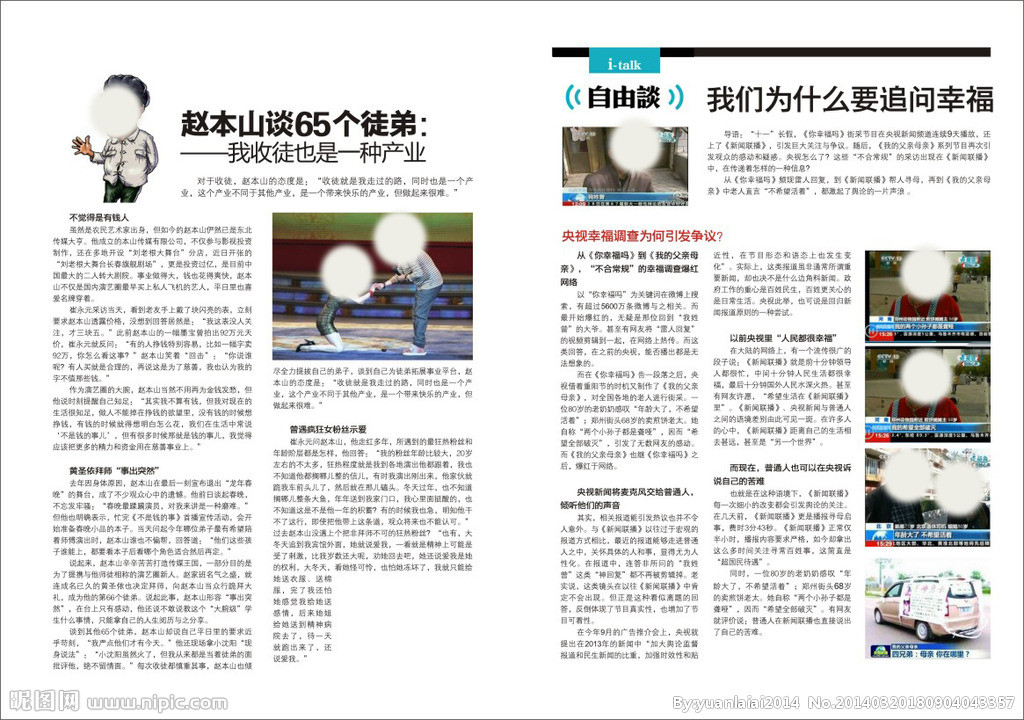 赵本山谈65个徒弟：
——我收徒也是一种产业
对于收徒，赵本山的态度是：“收徒就是我走过的路，同时也是一个产
业，这个产业不同于其他产业，是一个带来快乐的产业，但做起来很难。”
不觉得是有钱人
虽然是农民艺术家出身，但如今的赵本山俨然已是东北
传媒大亨。他成立的本山传媒有限公司，不仅参与影视投资
制作，还在多地开设“刘老根大舞台”分店，近日开张的
“刘老根大舞台长春旗舰剧场”，更是投资过亿，是目前中
国最大的二人转大剧院。事业做得大，钱也花得爽快，赵本
山不仅是国内演艺圈最早买上私人飞机的艺人，平日里也喜
爱名牌穿着。
崔永元采访当天，看到老友手上戴了块闪亮的表，立刻
要求赵本山透露价格，没想到回答居然是：“我这表没人关
注，才三块五。”此前赵本山的一幅墨宝曾拍出92万元天
价，崔永元就反问：“有的人挣钱特别容易，比如一幅字卖
92万，你怎么看这事？”赵本山笑着“回击”：“你说谁
呢？有人买就是合理的，再说这是为了慈善，我也认为我的
字不值那些钱。”
作为演艺圈的大腕，赵本山当然不用再为金钱发愁，但
他说时刻提醒自己知足：“其实我不算有钱，但我对现在的
生活很知足，做人不能掉在挣钱的欲望里，没有钱的时候想
挣钱，有钱的时候就得想明白怎么花，我们在生活中常说
‘不是钱的事儿’，但有很多时候那就是钱的事儿，我觉得
应该把更多的精力和资金用在慈善事业上。”
黄圣依拜师“事出突然”
去年因身体原因，赵本山在最后一刻宣布退出“龙年春
晚”的舞台，成了不少观众心中的遗憾。他前日谈起春晚，
不忘发牢骚：“春晚最蹂躏演员，对我来讲是一种磨难。”
但他也明确表示，忙完《不是钱的事》首播宣传活动，会开
始准备春晚小品的本子。当天问起今年哪位弟子最有希望陪
着师傅演出时，赵本山谁也不偏帮，回答道：“他们这些孩
子谁能上，都要看本子后看哪个角色适合然后再定。”
说起来，赵本山辛辛苦苦打造传媒王国，一部分目的是
为了提携与他师徒相称的演艺圈新人。赵家班名气之盛，就
连成名已久的黄圣依也决定拜师，向赵本山当众行跪拜大
礼，成为他的第66个徒弟。说起此事，赵本山形容“事出突
然”，在台上只有感动，他还说不敢说教这个“大龄级”学
生什么事情，只能拿自己的人生阅历与之分享。
谈到其他65个徒弟，赵本山却说自己平日里的要求近
乎苛刻，“我严点他们才有今天。”他还现场拿小沈阳“现
身说法”：“小沈阳虽然火了，但我从来都是当着徒弟的面
批评他，绝不留情面。”每次收徒都慎重其事，赵本山也倾
尽全力提拔自己的弟子，谈到自己为徒弟拓展事业平台，赵
本山的态度是：“收徒就是我走过的路，同时也是一个产
业，这个产业不同于其他产业，是一个带来快乐的产业，但
做起来很难。”
曾遇疯狂女粉丝示爱
崔永元问赵本山，他走红多年，所遇到的最狂热粉丝和
年龄阶层都是怎样，他回答：“我的粉丝年龄比较大，20岁
左右的不太多，狂热程度就是我到各地演出他都跟着，我也
不知道他都搁哪儿整的信儿，有时我演出刚出来，他家伙就
跪我车前头儿了，然后就在那儿磕头。冬天过年，也不知道
搁哪儿整条大鱼，年年送到我家门口，我心里面挺酸的，也
不知道这是不是他一年的积蓄？有的时候我也急，明知他干
不了这行，即使把他带上这条道，观众将来也不能认可。”
过去赵本山没遇上个把非拜师不可的狂热粉丝？“也有，大
冬天追到我宾馆外面，她就说爱我，一看就是精神上可能是
受了刺激，比我岁数还大呢，劝她回去吧，她还说爱我是她
的权利，大冬天，看她怪可怜，也怕她冻坏了，我就只能给
她送衣服、送棉
服，完了我还怕
她感觉我给她送
感情，后来她姐
给她送到精神病
院去了，待一天
就跑出来了，还
说爱我。”
i-talk
自由谈
我们为什么要追问幸福
导语：“十一”长假，《你幸福吗》街采节目在央视新闻频道连续9天播放，还
上了《新闻联播》，引发巨大关注与争议。随后，《我的父亲母亲》系列节目再次引
发观众的感动和疑惑。央视怎么了？这些“不合常规”的采访出现在《新闻联播》
中，在传递着怎样的一种信息？
从《你幸福吗》频现雷人回复，到《新闻联播》帮人寻母，再到《我的父亲母
亲》中老人直言“不希望活着”，都激起了舆论的一片声浪 。
央视幸福调查为何引发争议？
从《你幸福吗》到《我的父亲母
亲》，“不合常规”的幸福调查爆红
网络
以“你幸福吗”为关键词在微博上搜
索，有超过5600万条微博与之相关。而
最开始爆红的，无疑是那位回到“我姓
曾”的大爷。甚至有网友将“雷人回复”
的视频剪辑到一起，在网络上热传。而这
类回答，在之前的央视，能否播出都是无
法想象的。
而在《你幸福吗》告一段落之后，央
视借着重阳节的时机又制作了《我的父亲
母亲》，对全国各地的老人进行街采。一
位80岁的老奶奶感叹“年龄大了，不希望
活着”；郑州街头68岁的卖煎饼老大。她
自称“两个小孙子都是聋哑”，因而“希
望全部破灭”，引发了无数网友的感动。
而《我的父亲母亲》也继《你幸福吗》之
后，爆红于网络。
央视新闻将麦克风交给普通人，
倾听他们的声音
其实，相关报道能引发热议也并不令
人意外。与《新闻联播》以往过于宏观的
报道方式相比，最近的报道能够走进普通
人之中，关怀具体的人和事，显得尤为人
性化。在报道中，连答非所问的“我姓
曾”这类“神回复”都不再被剪辑掉。老
实说，这类镜头在以往《新闻联播》中肯
定不会出现。但正是这种看似离题的回
答，反倒体现了节目真实性，也增加了节
目可看性。
在今年9月的广告推介会上，央视就
提出在2013年的新闻中“加大舆论监督
报道和民生新闻的比重，加强时效性和贴
近性，在节目形态和语态上也发生变
化”。实际上，这类报道虽非通常所谓重
要新闻，却也决不是什么边角料新闻。政
府工作的重心是百姓民生，百姓更关心的
是日常生活。央视此举，也可说是回归新
闻报道原则的一种尝试。
以前央视里“人民都很幸福”
在大陆的网络上，有一个流传很广的
段子说：《新闻联播》就是前十分钟领导
人都很忙，中间十分钟人民生活都很幸
福，最后十分钟国外人民水深火热。甚至
有网友许愿，“希望生活在《新闻联播》
里”。《新闻联播》、央视新闻与普通人
之间的语境差别由此可见一斑。在许多人
的心中，《新闻联播》距离自己的生活相
去甚远，甚至是“另一个世界”。
而现在，普通人也可以在央视诉
说自己的苦难
也就是在这种语境下，《新闻联播》
每一次细小的改变都会引发舆论的关注。
在几天前，《新闻联播》更是播报寻母启
事，费时3分43秒。《新闻联播》正常仅
半小时，播报内容要求严格，如今却拿出
这么多时间关注寻常百姓事，这简直是
“超国民待遇”。
同时，一位80岁的老奶奶感叹“年
龄大了，不希望活着”；郑州街头68岁
的卖煎饼老大。她自称“两个小孙子都是
聋哑”，因而“希望全部破灭”。有网友
就评价说：普通人在新闻联播也直接说出
了自己的苦难。
我的两个小孙子都是聋哑
15:26
我的希望全部破灭
15:26
北京
年龄大了 不希望活着
15:29
我的父亲母亲
四兄弟：母亲 你在哪里？
昵图网 www.nipic.com
By:yuanlaiai2014 No.20140320180904043357